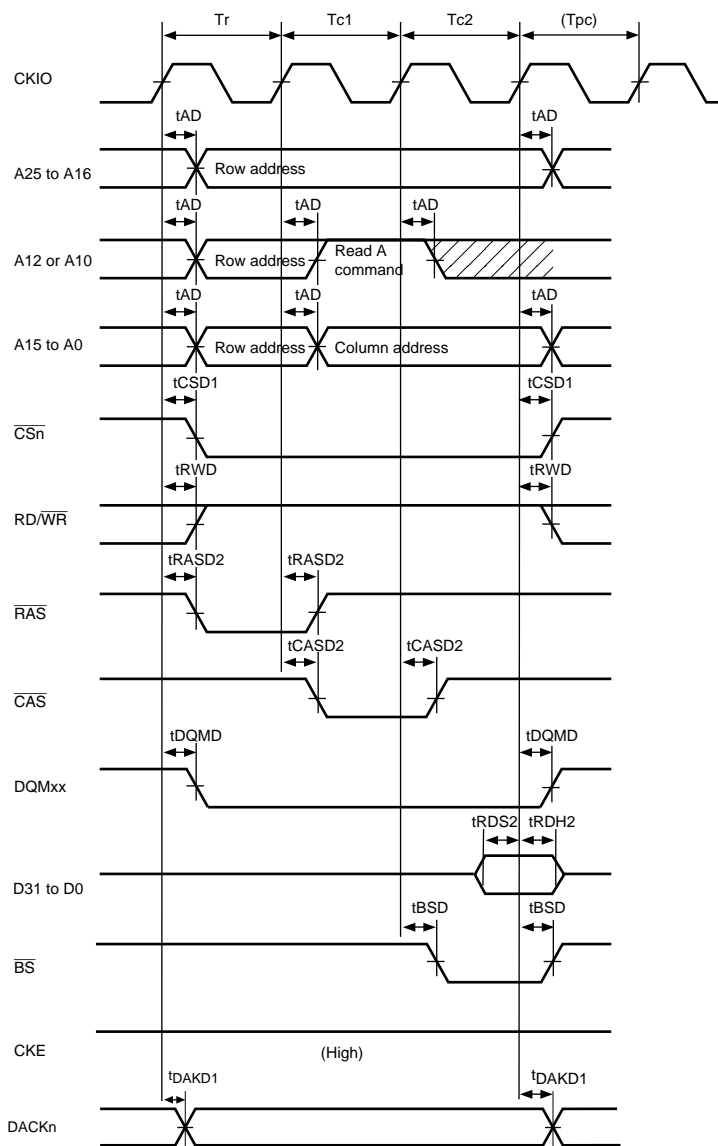 Tr Tc1 Tc2 (Tpc)
CKIO
tAD tAD
A25 to A16 Row address
tAD tAD tAD
A12 or A10 Row address Read A command
tAD tAD tAD
A15 to A0 Row address Column address
tCSD1 tCSD1
CSn
tRWD tRWD
RD/WR
tRASD2 tRASD2
RAS
tCASD2 tCASD2
CAS
tDQMD tDQMD
DQMxx
tRDS2 tRDH2
D31 to D0
tBSD tBSD
BS
CKE (High)
tDAKD1 tDAKD1
DACKn